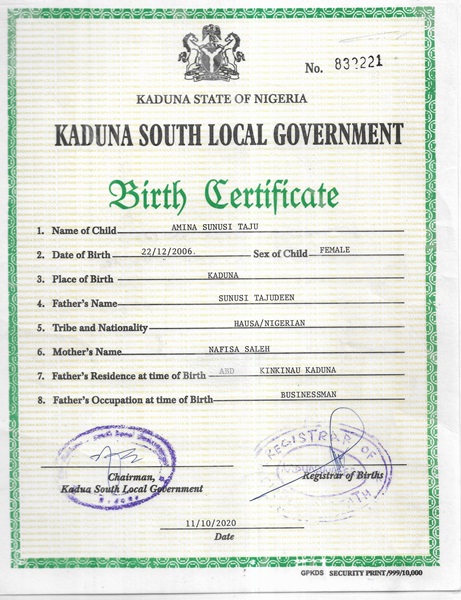 No. 832221
KADUNA STATE OF NIGERIA
KADUNA SOUTH LOCAL GOVERNMENT
Birth Certificate
1. Name of Child AMINA SUNUSI TAJU
2. Date of Birth 22/12/2006. Sex of Child FEMALE
3. Place of Birth KADUNA
4. Father's Name SUNUSI TAJUDEEN
5. Tribe and Nationality HAUSA/NIGERIAN
6. Mother's Name NAFISA SALEH
7. Father's Residence at time of Birth ABD KINKINAU KADUNA
8. Father's Occupation at time of Birth BUSINESSMAN
REGISTRAR OF
Chairman,
Kadua South Local Government
Registrar of Births
11/10/2020
Date
GPKDS SECURITY PRINT/999/10,000